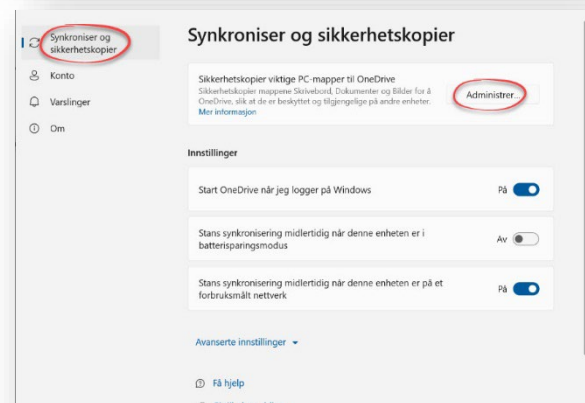 Synkroniser og
sikkerhetskopier
Konto
Varslinger
Om
Synkroniser og sikkerhetskopier
Sikkerhetskopier viktige PC-mapper til OneDrive
Sikkerhetskopier mappene Skrivebord, Dokumenter og Bilder for å
OneDrive, slik at de er beskyttet og tilgjengelige på andre enheter.
Mer informasjon
Administrer...
Innstillinger
Start OneDrive når jeg logger på Windows
På
Stans synkronisering midlertidig når denne enheten er i
batterisparingsmodus
Av
Stans synkronisering midlertidig når denne enheten er på et
forbruksmålt nettverk
På
Avanserte innstillinger
Få hjelp